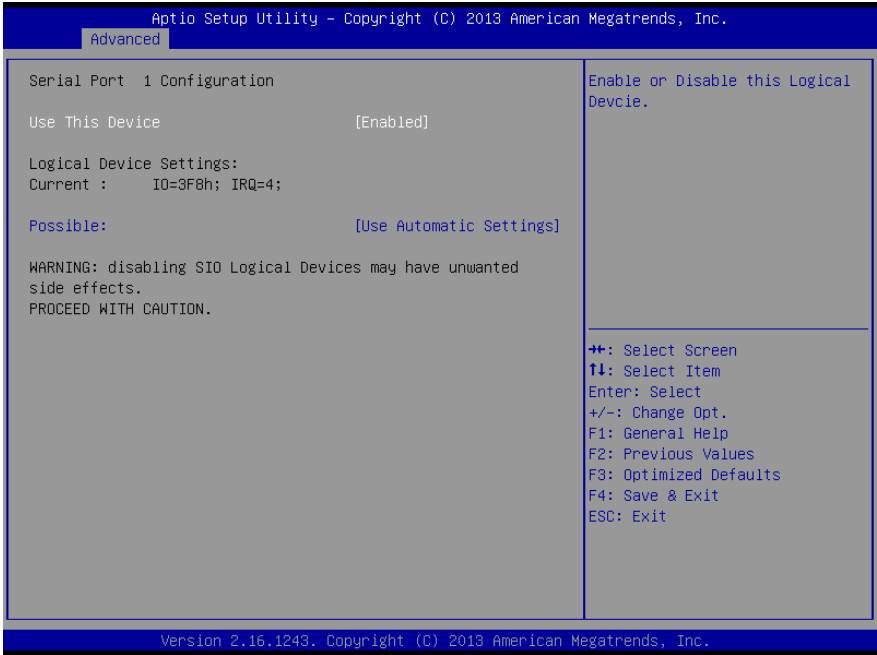 Aptio Setup Utility – Copyright (C) 2013 American Megatrends, Inc.
Advanced
Serial Port 1 Configuration
Use This Device [Enabled]
Logical Device Settings:
Current : IO=3F8h; IRQ=4;
Possible: [Use Automatic Settings]
WARNING: disabling SIO Logical Devices may have unwanted
side effects.
PROCEED WITH CAUTION.
Enable or Disable this Logical
Devcie.
→←: Select Screen
↑↓: Select Item
Enter: Select
+/-: Change Opt.
F1: General Help
F2: Previous Values
F3: Optimized Defaults
F4: Save & Exit
ESC: Exit
Version 2.16.1243. Copyright (C) 2013 American Megatrends, Inc.